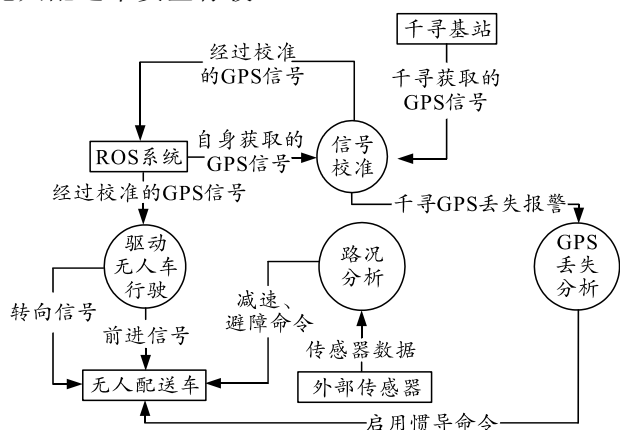 千寻基站
经过校准
的GPS信号
千寻获取的
GPS信号
ROS系统
自身获取的
GPS信号
信号
校准
经过校准的GPS信号
千寻GPS丢失报警
驱动
无人车
行驶
路况
分析
GPS
丢失
分析
转向信号
前进信号
减速、
避障命令
传感器数据
无人配送车
外部传感器
启用惯导命令